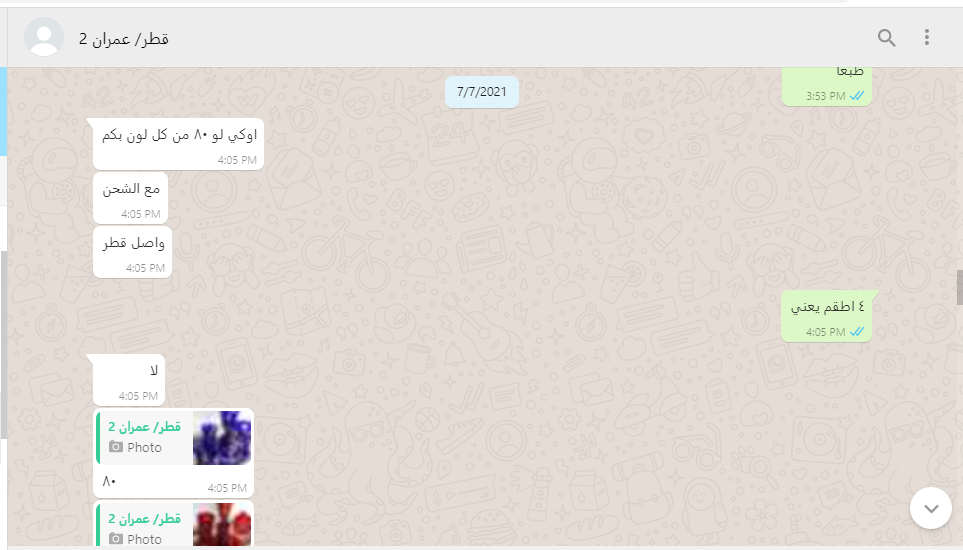 قطر/ عمران 2
طبعا
3:53 PM
7/7/2021
اوكي لو ٨٠ من كل لون بكم
4:05 PM
مع الشحن
4:05 PM
واصل قطر
4:05 PM
٤ اطقم يعني
4:05 PM
لا
4:05 PM
قطر/ عمران 2
Photo
٨٠
4:05 PM
قطر/ عمران 2
Photo